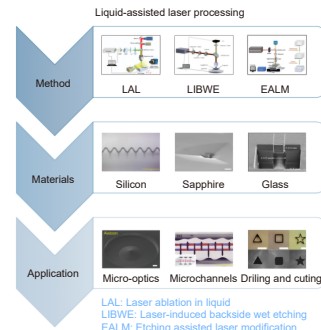 Liquid-assisted laser processing
Method
LAL LIBWE EALM
Materials
Silicon Sapphire Glass
Application
Micro-optics Microchannels Driling and cuting
LAL: Laser ablation in liquid
LIBWE: Laser-induced backside wet etching
EALM: Etching assisted laser modification